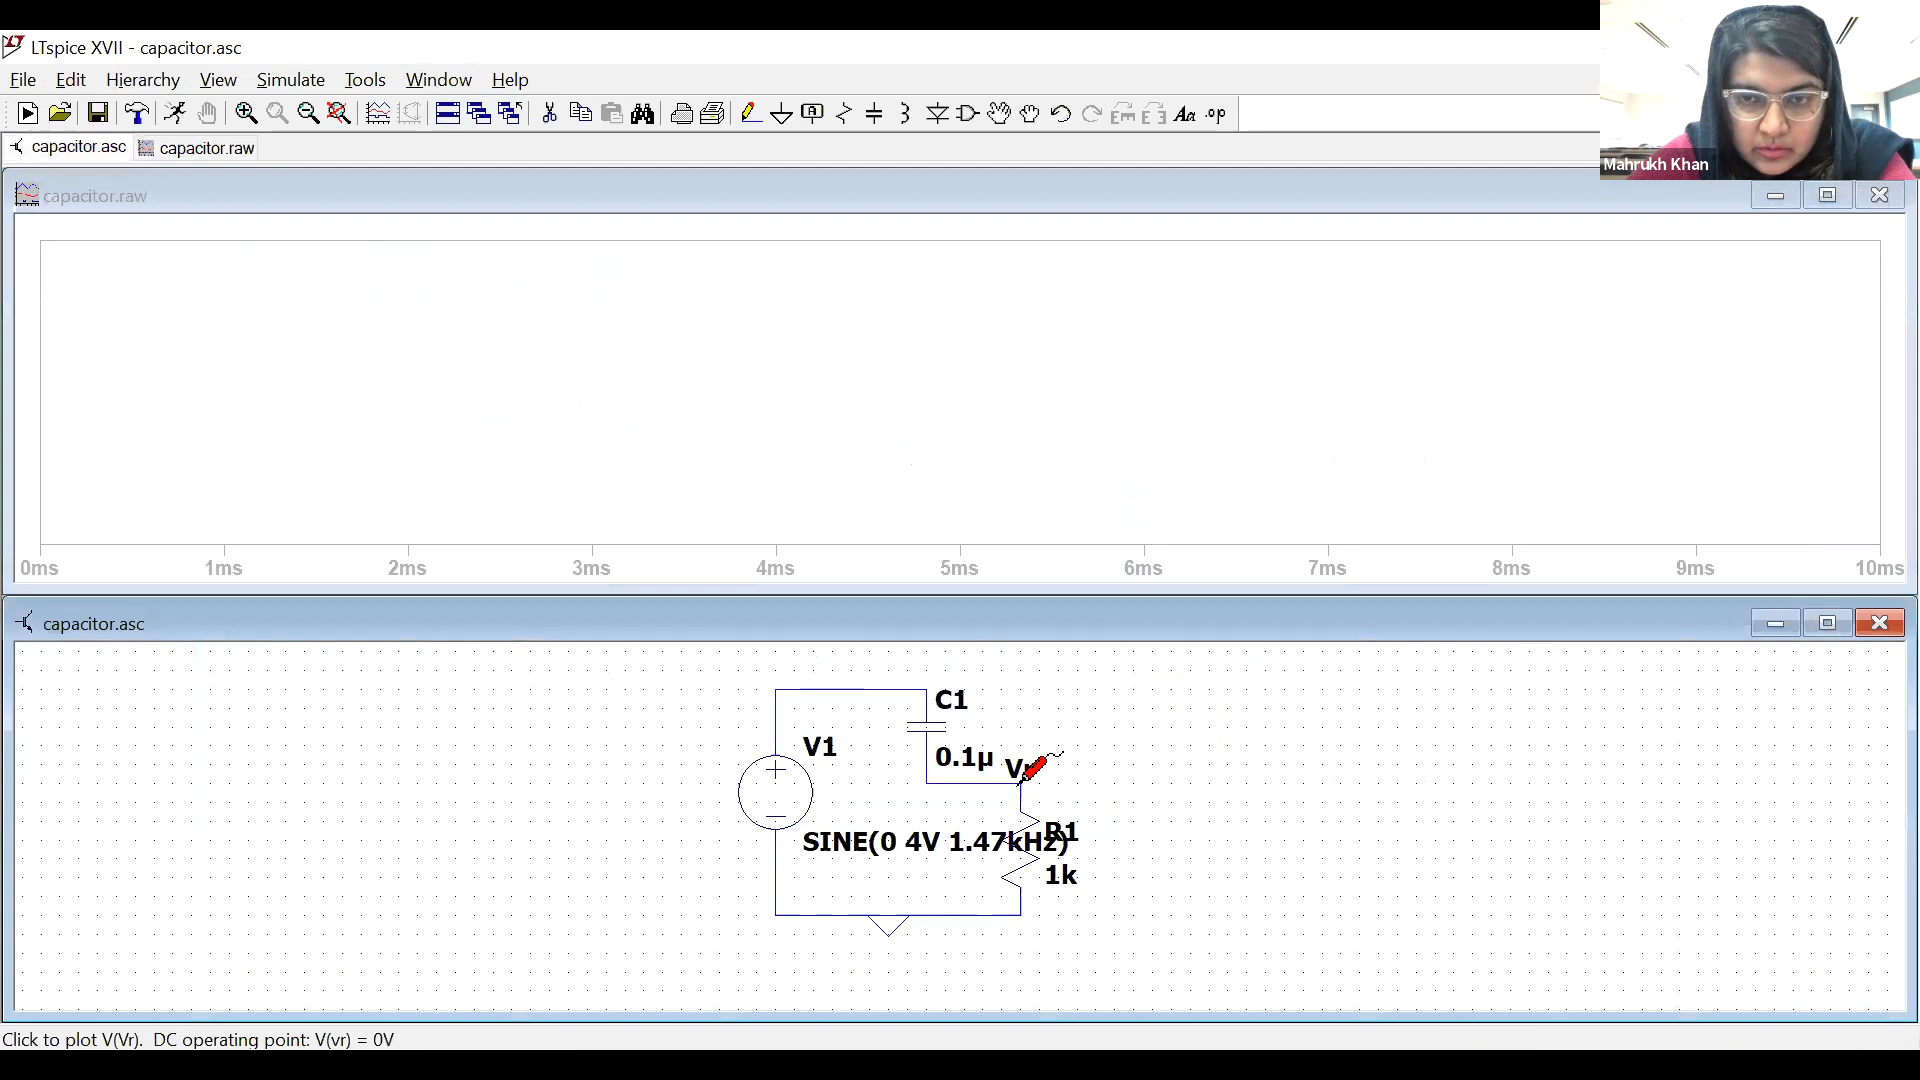 LTspice XVII - capacitor.asc
File Edit Hierarchy View Simulate Tools Window Help
capacitor.asc capacitor.raw
Mahrukh Khan
capacitor.raw
0ms 1ms 2ms 3ms 4ms 5ms 6ms 7ms 8ms 9ms 10ms
capacitor.asc
C1
V1
0.1µ
R1
SINE(0 4V 1.47kHz)
1k
Click to plot V(Vr). DC operating point: V(vr) = 0V